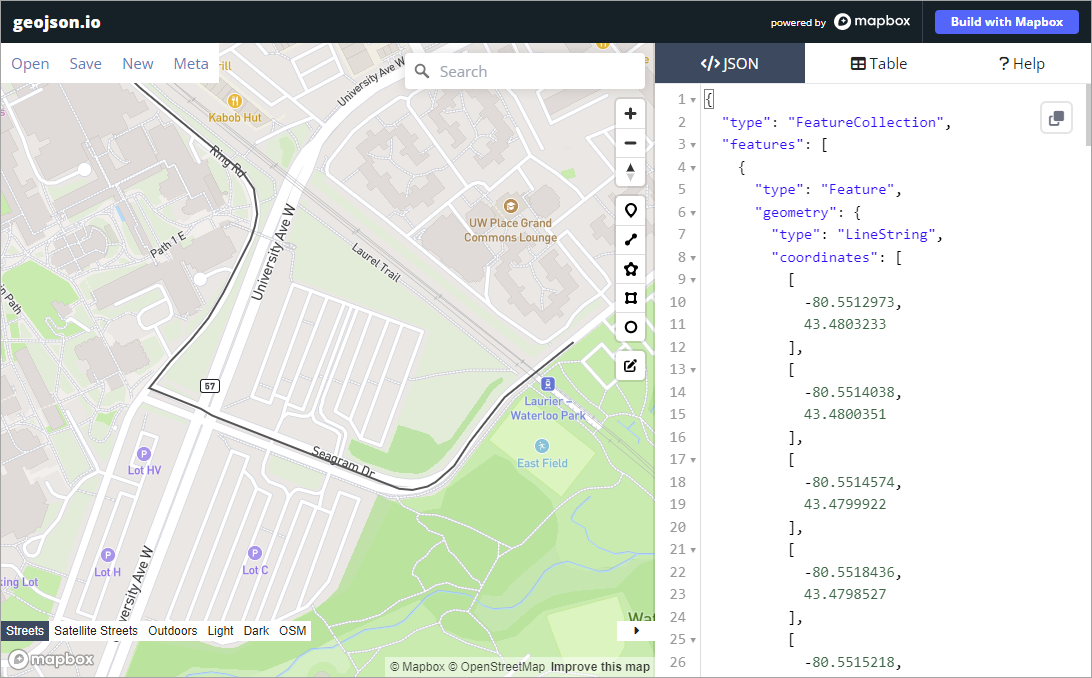 geojson.io
powered by mapbox
Build with Mapbox
Open Save New Meta
Search
</>JSON
Table
? Help
rill
Kabob Hut
University Ave W
Ring Rd
UW Place Grand
Commons Lounge
Path 1 E
University Ave W
Laurel Trail
n Path
57
Laurier –
Waterloo Park
East Field
Seagram Dr
P
Lot HV
P
Lot H
P
Lot C
king Lot
University Ave W
Wat
Streets Satellite Streets Outdoors Light Dark OSM
mapbox
© Mapbox © OpenStreetMap Improve this map
1 {
2 "type": "FeatureCollection",
3 "features": [
4 {
5 "type": "Feature",
6 "geometry": {
7 "type": "LineString",
8 "coordinates": [
9 [
10 -80.5512973,
11 43.4803233
12 ],
13 [
14 -80.5514038,
15 43.4800351
16 ],
17 [
18 -80.5514574,
19 43.4799922
20 ],
21 [
22 -80.5518436,
23 43.4798527
24 ],
25 [
26 -80.5515218,